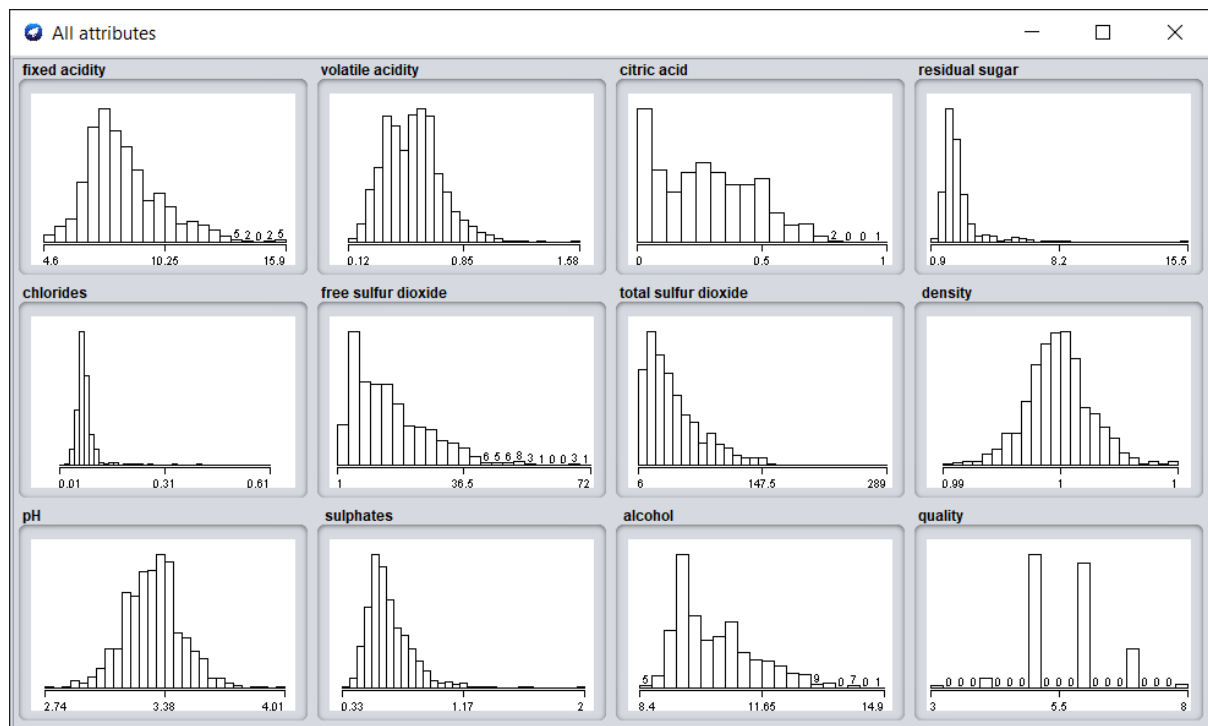 All attributes
fixed acidity volatile acidity citric acid residual sugar
5 2 0 2 5
2 0 0 1
4.6 10.25 15.9
0.12 0.85 1.58
0 0.5 1
0.9 8.2 15.5
chlorides free sulfur dioxide total sulfur dioxide density
6 5 6 8 3 1 0 0 3 1
0.01 0.31 0.61
1 36.5 72
6 147.5 289
0.99 1 1
pH sulphates alcohol quality
5 9 0 7 0 1
0 0 0 0 0 0 0 0 0 0 0 0
2.74 3.38 4.01
0.33 1.17 2
8.4 11.65 14.9
3 5.5 8